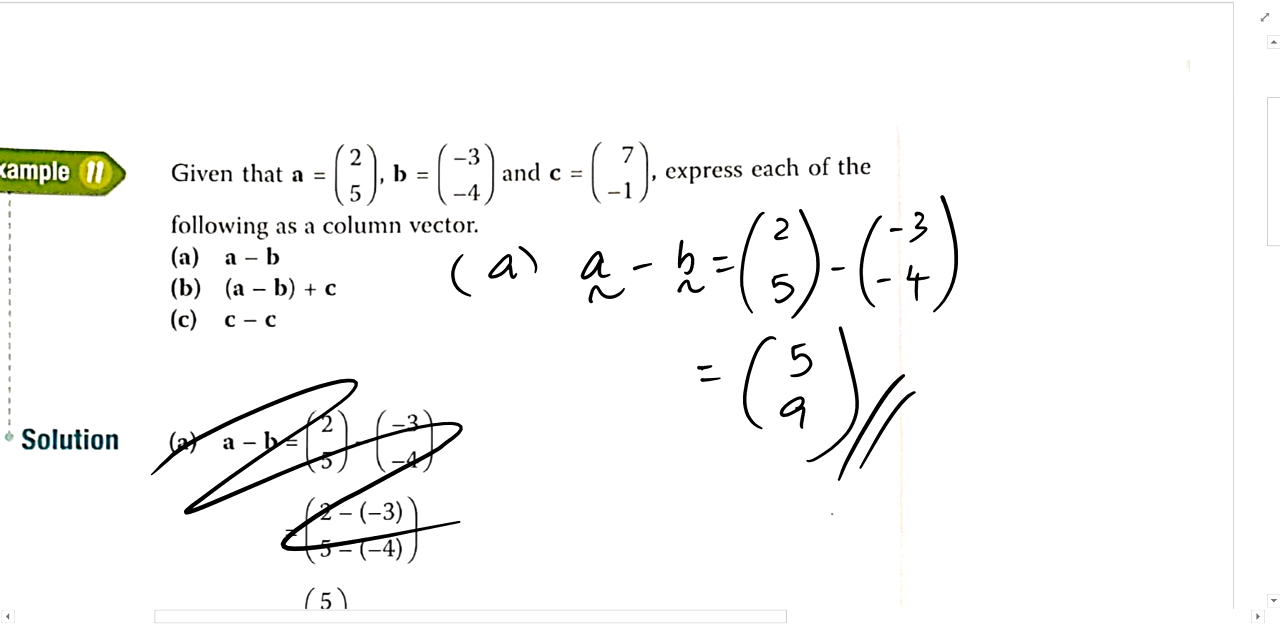 xample 11
Given that a = (2 5), b = (-3 -4) and c = (7 -1), express each of the
following as a column vector.
(a) a − b
(b) (a − b) + c
(c) c − c
(a) a - b = (2 5) - (-3 -4)
= (5 9)
Solution
(a) a − b = (2 5) - (−3 −4)
= (2 − (−3) 5 − (−4))
(5)